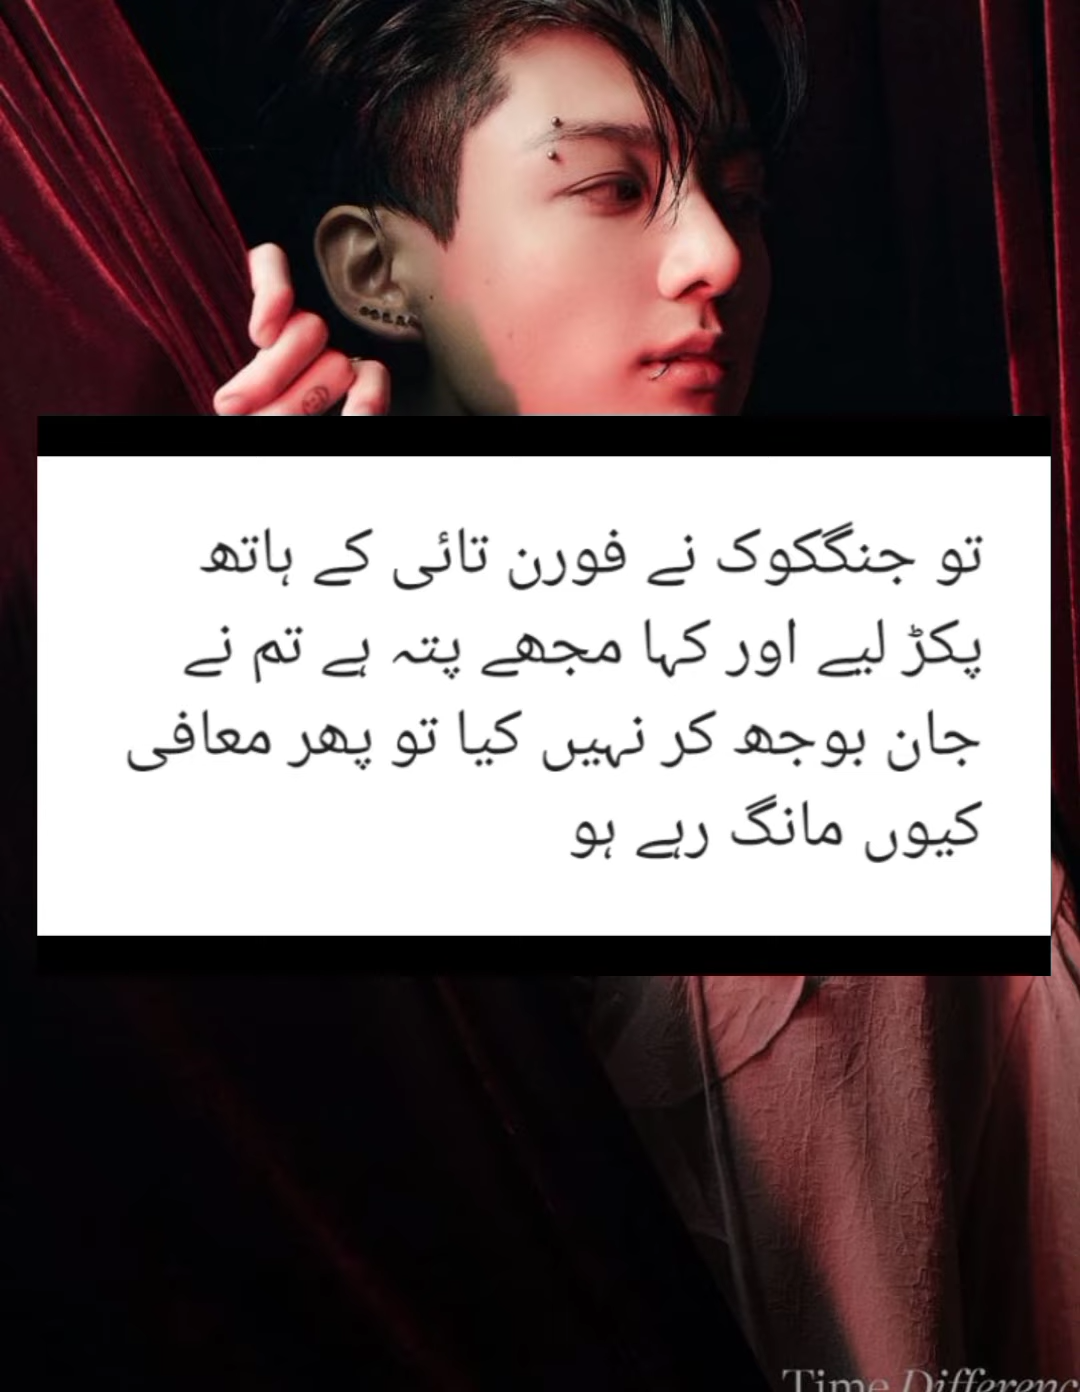 تو جنگکوک نے فورن تائی کے ہاتھ
پکڑ لیے اور کہا مجھے پتہ ہے تم نے
جان بوجھ کر نہیں کیا تو پھر معافی
کیوں مانگ رہے ہو
Time Differenc